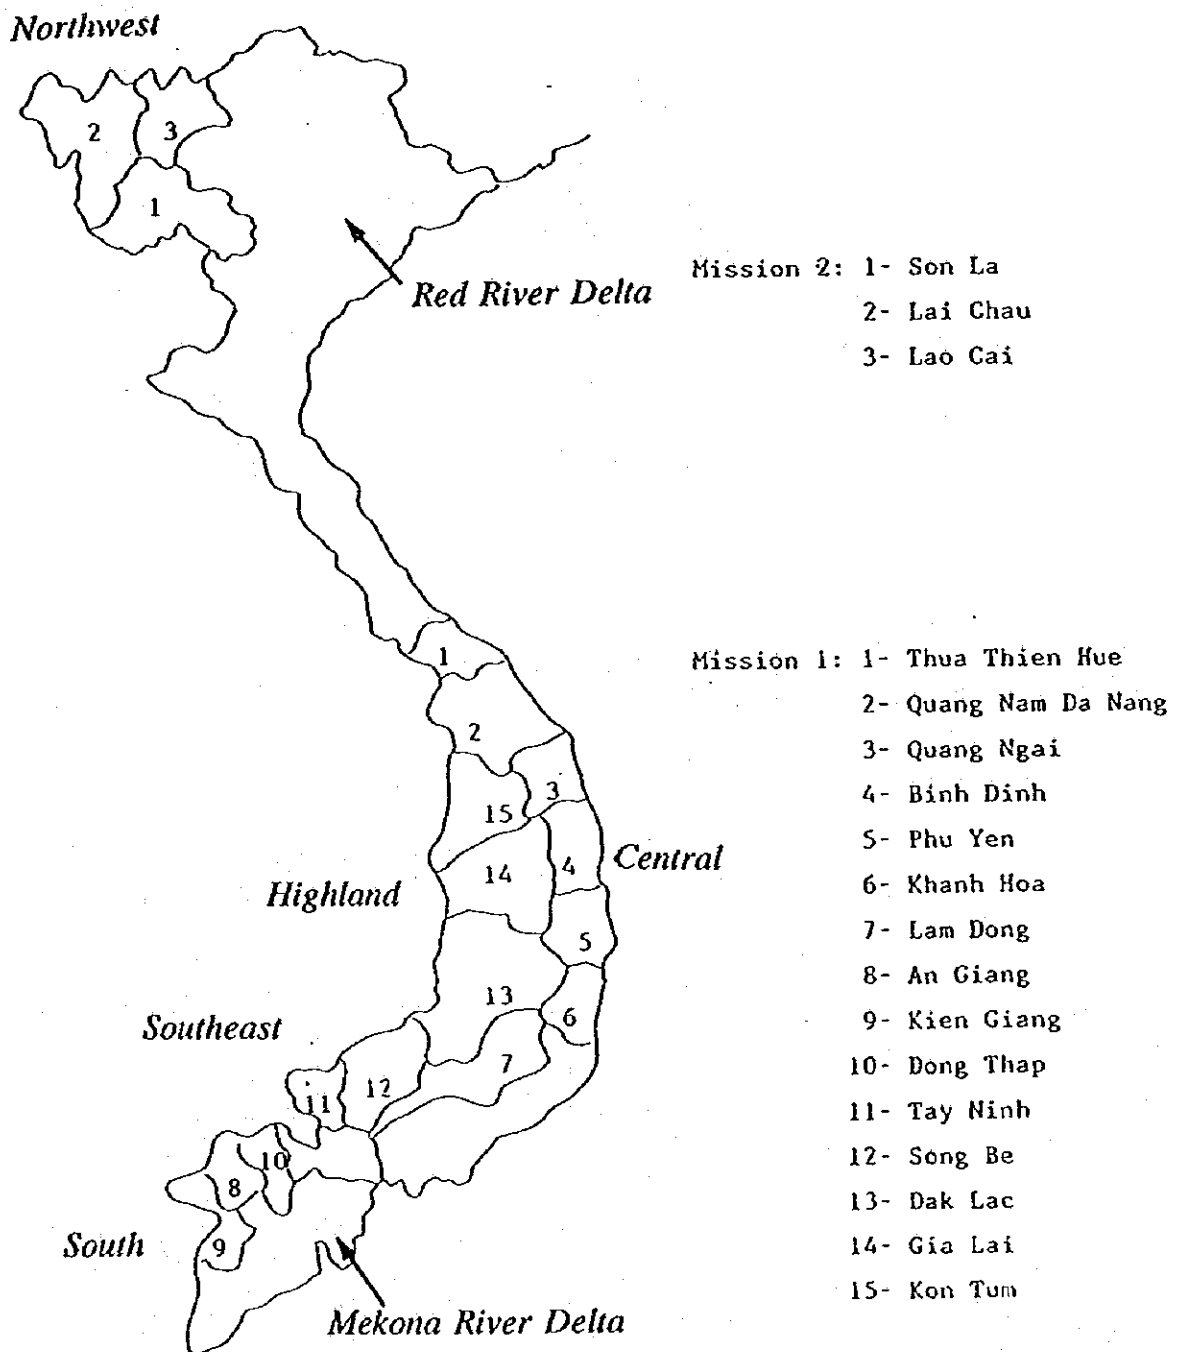 Northwest
2
3
1
Red River Delta
Mission 2: 1- Son La
2- Lai Chau
3- Lao Cai
Mission 1: 1- Thua Thien Hue
2- Quang Nam Da Nang
3- Quang Ngai
4- Binh Dinh
5- Phu Yen
6- Khanh Hoa
7- Lam Dong
8- An Giang
9- Kien Giang
10- Dong Thap
11- Tay Ninh
12- Song Be
13- Dak Lac
14- Gia Lai
15- Kon Tum
1
2
3
15
14
4
Central
Highland
5
13
6
Southeast
7
12
11
10
8
9
South
Mekona River Delta